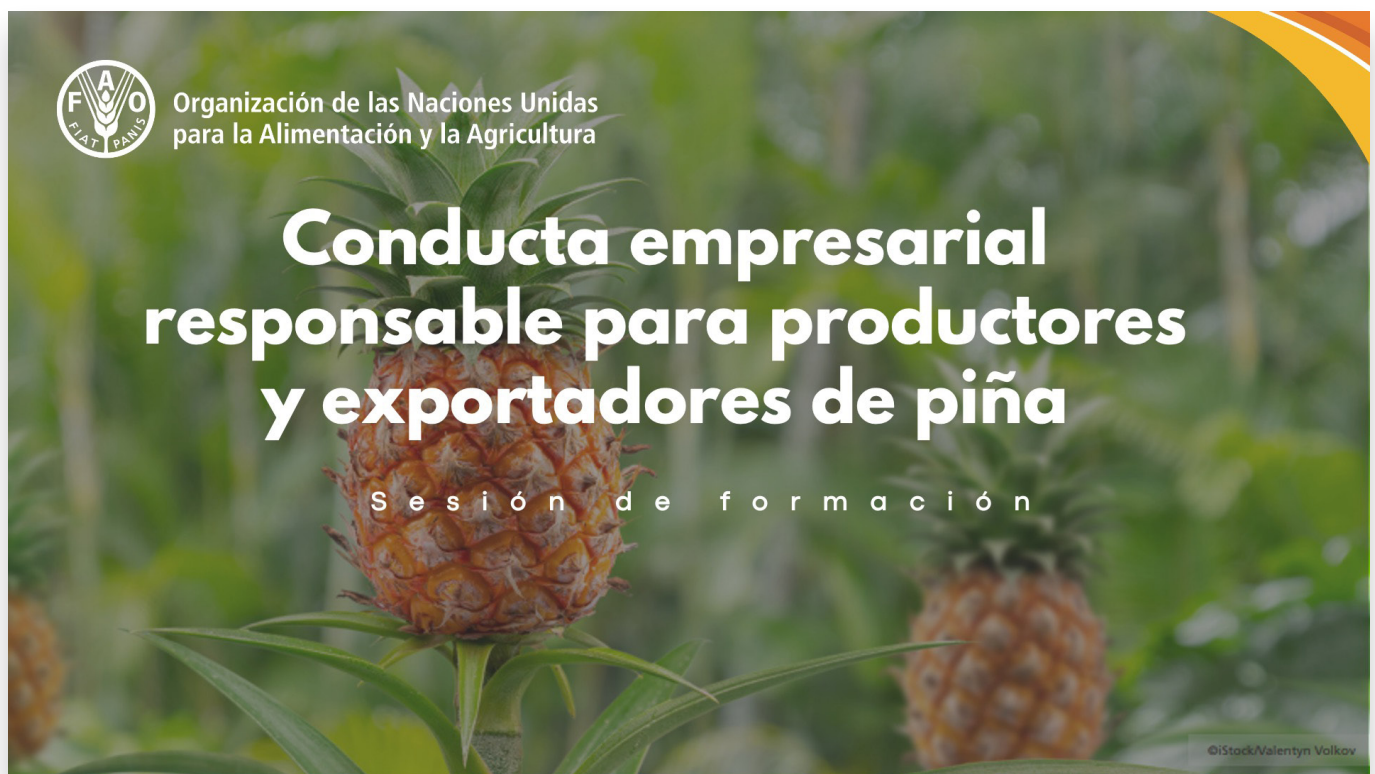 FAO
FIAT PANIS
Organización de las Naciones Unidas
para la Alimentación y la Agricultura
Conducta empresarial
responsable para productores
y exportadores de piña
Sesión de formación
©iStock/Valentyn Volkov